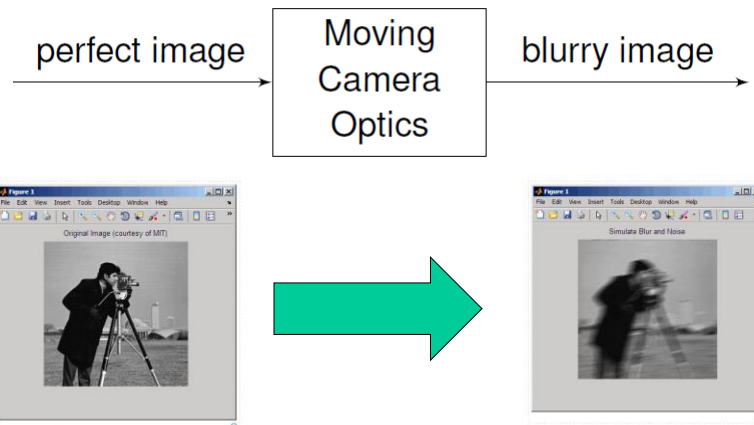 perfect image
Moving
Camera
Optics
blurry image
Figure 1
File Edit View Insert Tools Desktop Window Help
Original Image (courtesy of MIT)
Figure 1
File Edit View Insert Tools Desktop Window Help
Simulate Blur and Noise